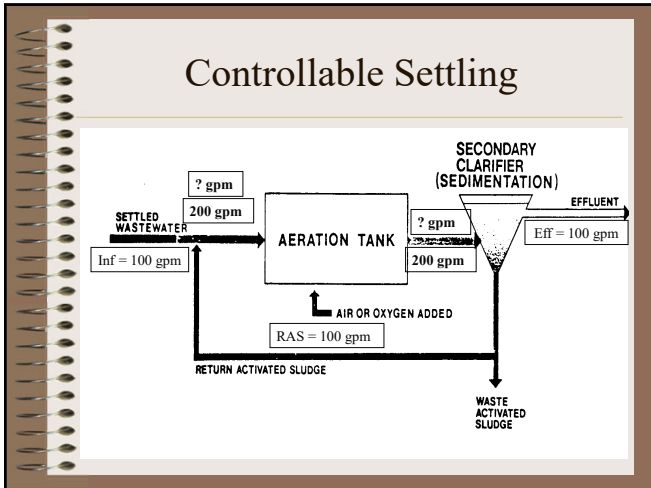 Controllable Settling
SECONDARY
CLARIFIER
(SEDIMENTATION)
? gpm
200 gpm
SETTLED
WASTEWATER
Inf = 100 gpm
AERATION TANK
? gpm
200 gpm
EFFLUENT
Eff = 100 gpm
AIR OR OXYGEN ADDED
RAS = 100 gpm
RETURN ACTIVATED SLUDGE
WASTE
ACTIVATED
SLUDGE